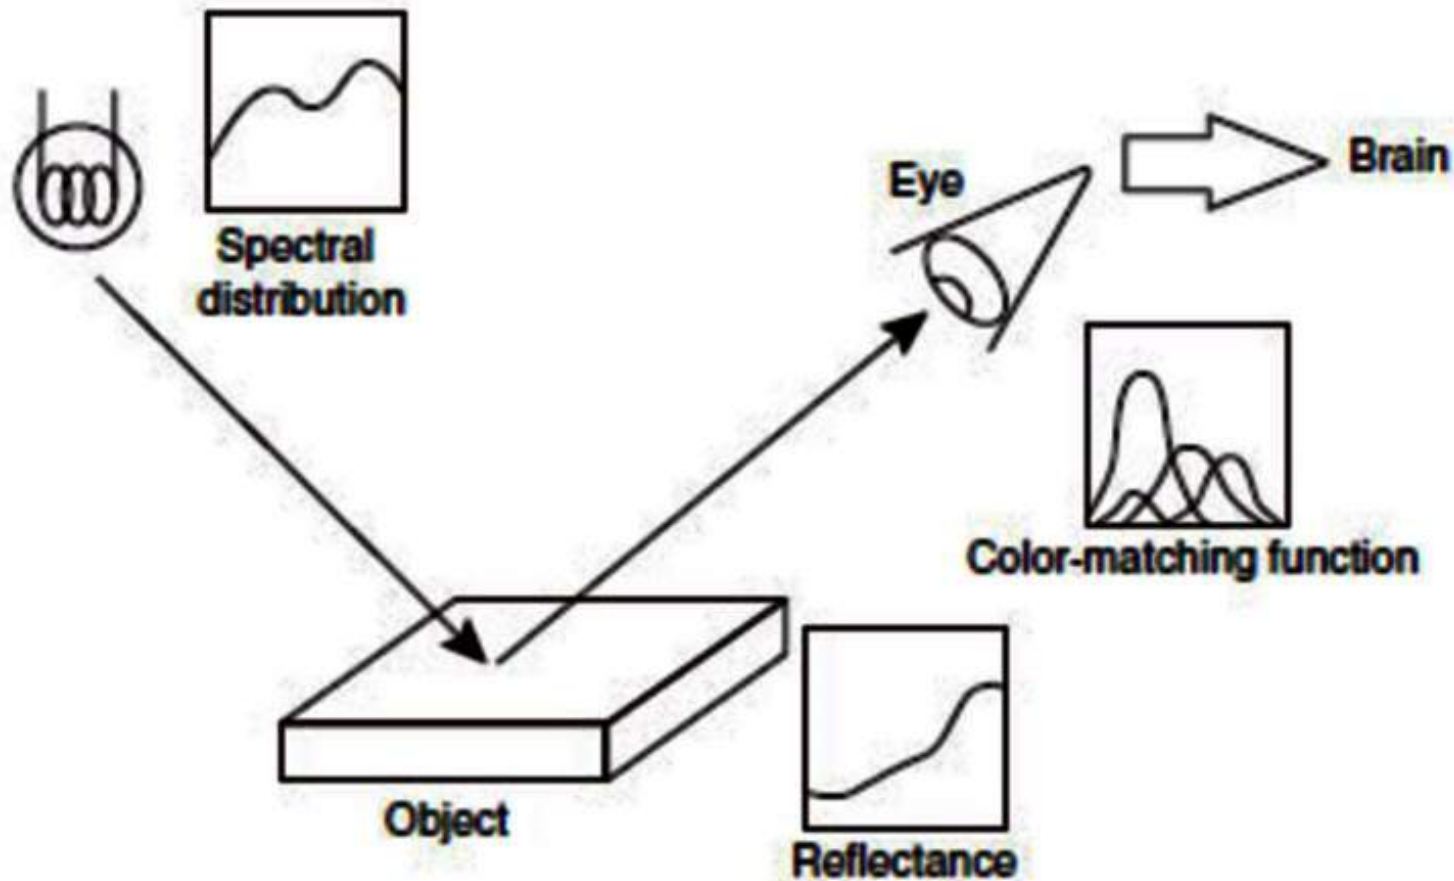 Spectral
distribution
Eye
Brain
Color-matching function
Object
Reflectance